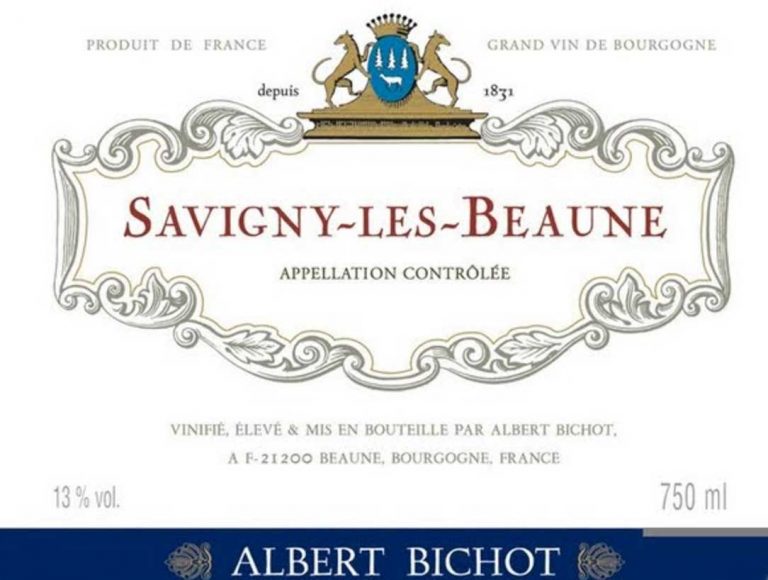 PRODUIT DE FRANCE
GRAND VIN DE BOURGOGNE
depuis 1831
SAVIGNY-LES-BEAUNE
APPELLATION CONTRÔLÉE
VINIFIÉ, ÉLEVÉ & MIS EN BOUTEILLE PAR ALBERT BICHOT,
A F-21200 BEAUNE, BOURGOGNE, FRANCE
13 % vol.
750 ml
ALBERT BICHOT